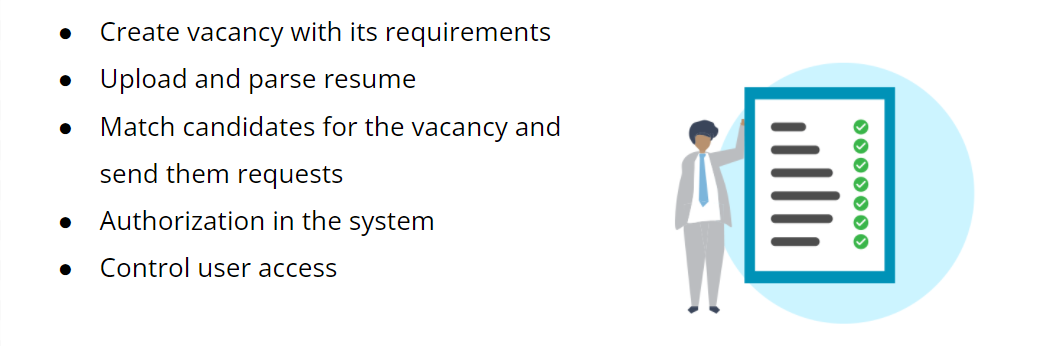 ● Create vacancy with its requirements
● Upload and parse resume
● Match candidates for the vacancy and
send them requests
● Authorization in the system
● Control user access